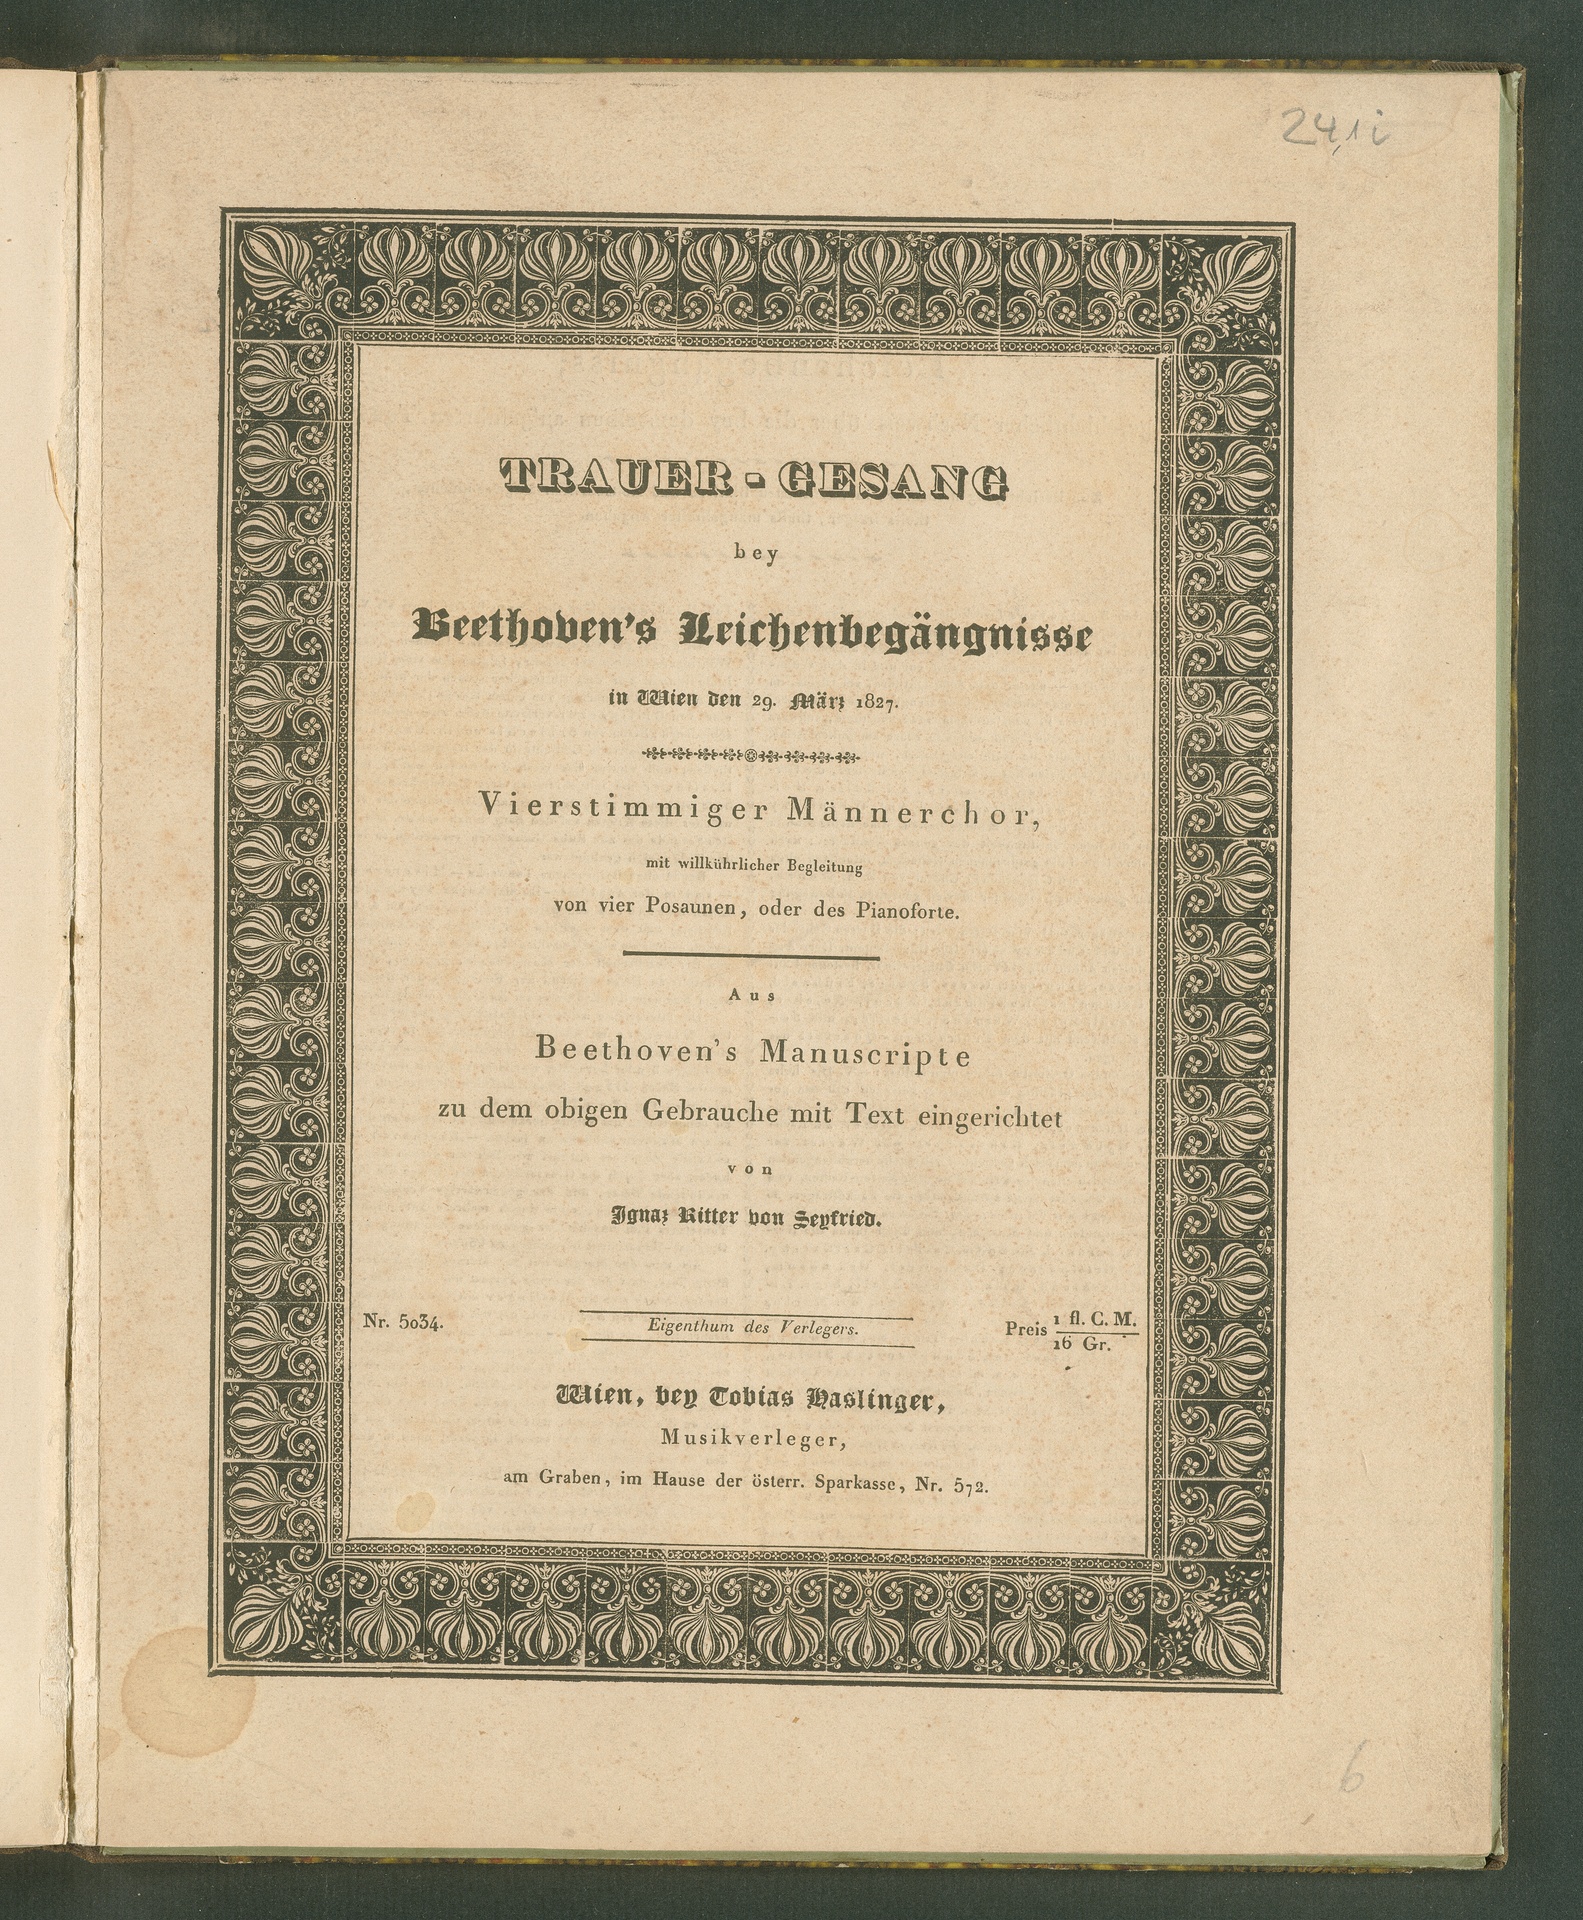 24,1i
TRAUER-GESANG
bey
Beethoven's Leichenbegängnisse
in Wien den 29. März 1827.
Vierstimmiger Männerchor,
mit willkührlicher Begleitung
von vier Posaunen, oder des Pianoforte.
Aus
Beethoven's Manuscripte
zu dem obigen Gebrauche mit Text eingerichtet
von
Ignaz Ritter von Seyfried.
Nr. 5034.
Eigenthum des Verlegers.
Preis 1 fl. C. M.
16 Gr.
Wien, bey Tobias Haslinger,
Musikverleger,
am Graben, im Hause der österr. Sparkasse, Nr. 572.
6